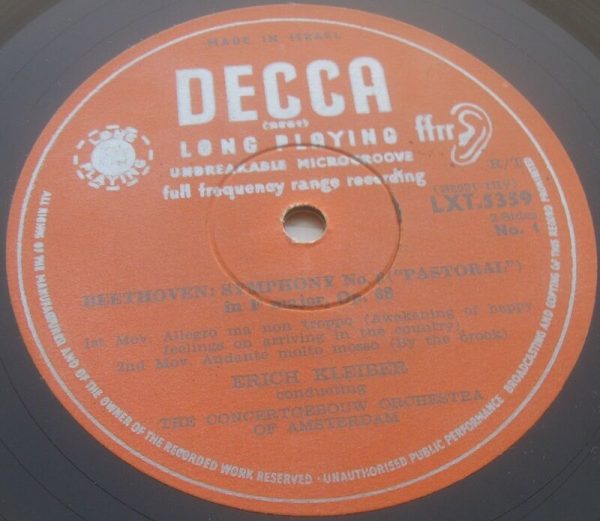 MADE IN ISRAEL
DECCA
LONG PLAYING
LONG PLAYING
ffrr
UNBREAKABLE MICROGROOVE
full frequency range recording
R/T
LXT.5359
2 Sides
No. 1
BEETHOVEN: SYMPHONY No. 6 ("PASTORAL")
in F major, Op. 68
1st Mov. Allegro ma non troppo (Awakening of happy
feelings on arriving in the country)
2nd Mov. Andante molto mosso (By the brook)
ERICH KLEIBER
conducting
THE CONCERTGEBOUW ORCHESTRA
OF AMSTERDAM
ALL RIGHTS OF THE MANUFACTURER AND OF THE OWNER OF THE RECORDED WORK RESERVED · UNAUTHORISED PUBLIC PERFORMANCE BROADCASTING AND COPYING OF THIS RECORD PROHIBITED